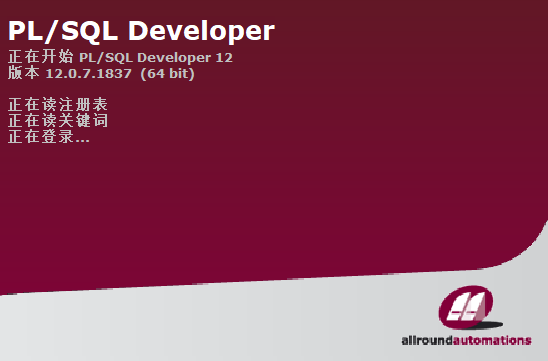 PL/SQL Developer
正在开始 PL/SQL Developer 12
版本 12.0.7.1837 (64 bit)
正在读注册表
正在读关键词
正在登录...
allroundautomations